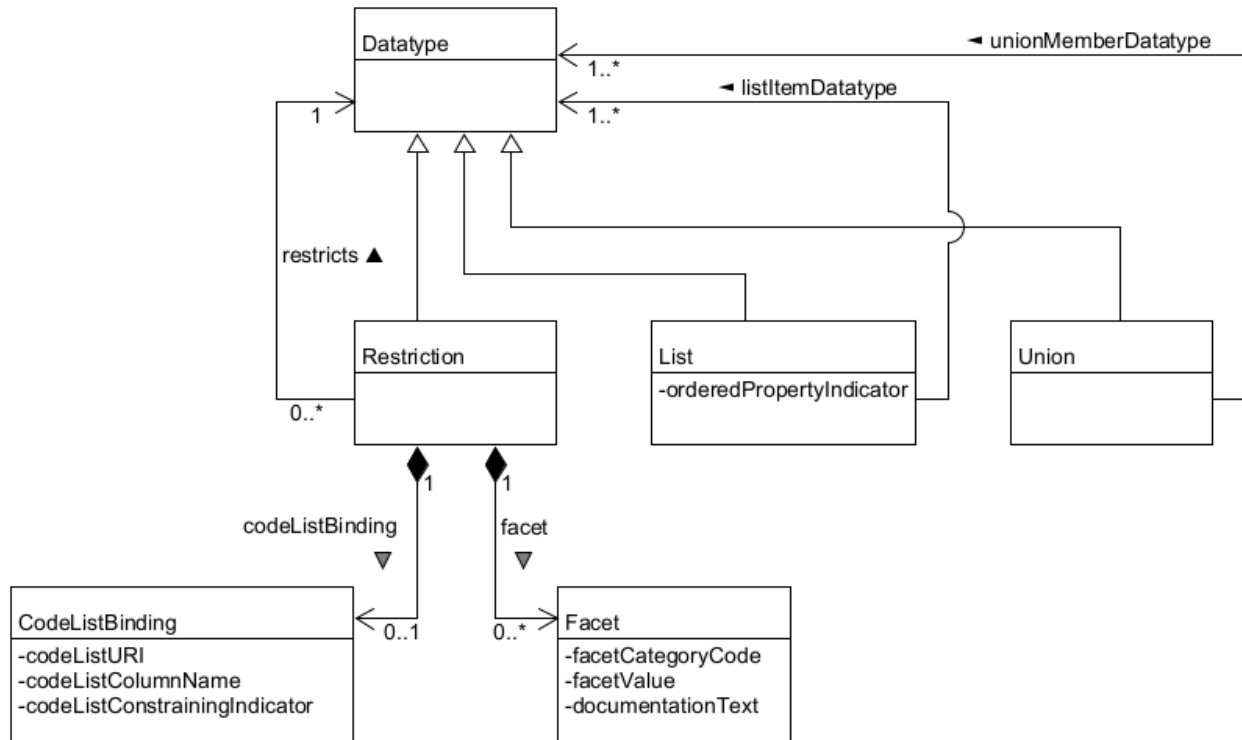 Datatype
◄ unionMemberDatatype
1..*
◄ listItemDatatype
1
1..*
restricts ▲
Restriction
List
Union
-orderedPropertyIndicator
0..*
1
1
codeListBinding
facet
▼
▼
CodeListBinding
0..1
0..*
Facet
-codeListURI
-codeListColumnName
-codeListConstrainingIndicator
-facetCategoryCode
-facetValue
-documentationText